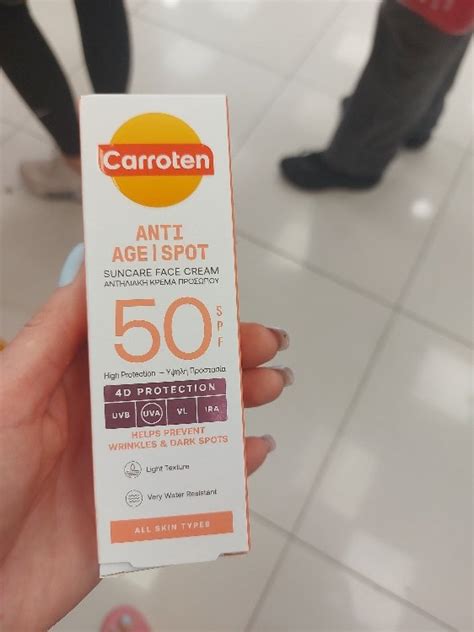 Carroten
ANTI
AGE|SPOT
SUNCARE FACE CREAM
ΑΝΤΗΛΙΑΚΗ ΚΡΕΜΑ ΠΡΟΣΩΠΟΥ
50 SPF
High Protection – Υψηλή Προστασία
4D PROTECTION
UVB UVA VL IRA
HELPS PREVENT
WRINKLES & DARK SPOTS
Light Texture
Very Water Resistant
ALL SKIN TYPES